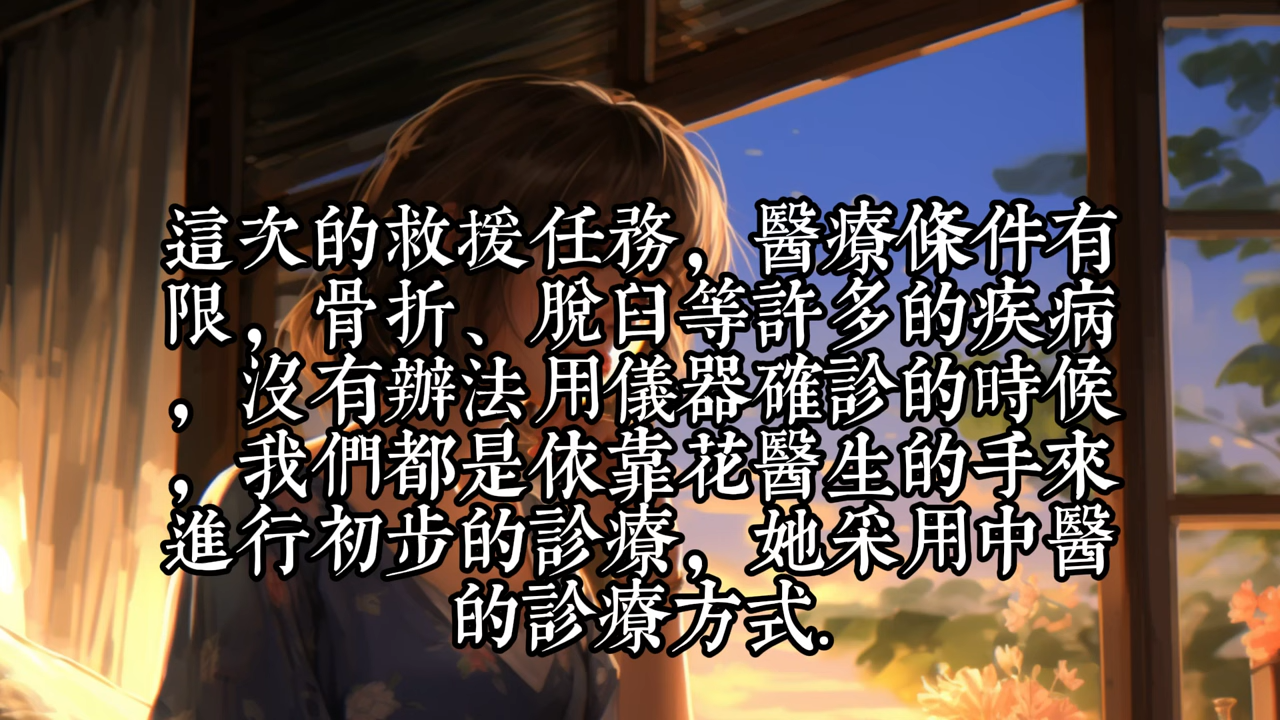 這次的救援任務，醫療條件有
限，骨折、脫臼等許多的疾病
，沒有辦法用儀器確診的時候
，我們都是依靠花醫生的手來
進行初步的診療，她采用中醫
的診療方式.